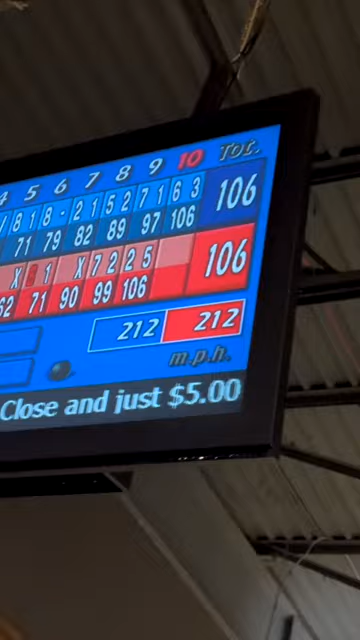 4 5 6 7 8 9 10 Тот.
/ 8 1 8 - 2 1 5 2 7 1 6 3 106
71 79 82 89 97 106
X 8 1 X 7 2 2 5 106
62 71 90 99 106
212 212
m.p.h.
Close and just $5.00